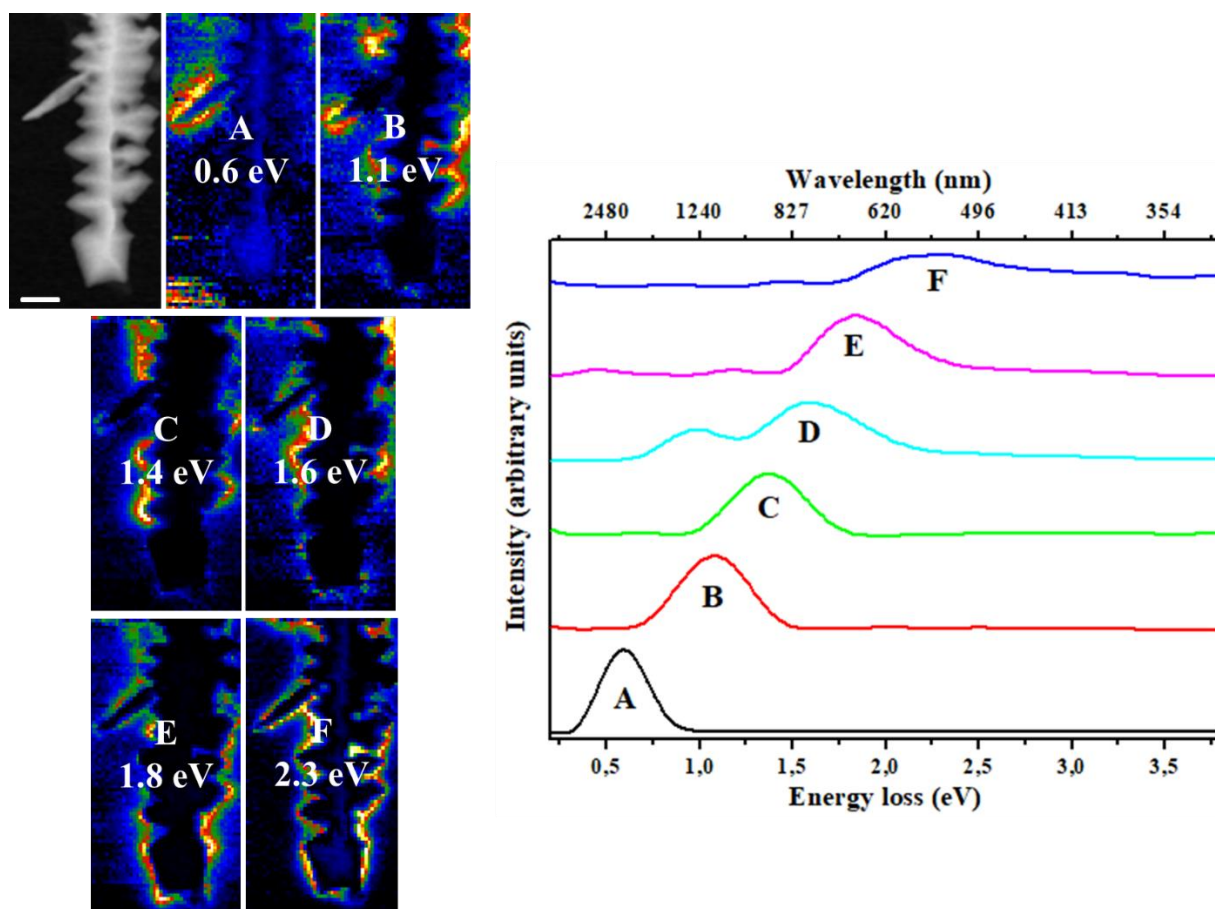 A
0.6 eV
B
1.1 eV
C
1.4 eV
D
1.6 eV
E
1.8 eV
F
2.3 eV
Wavelength (nm)
2480 1240 827 620 496 413 354
F
E
D
C
B
A
Intensity (arbitrary units)
0,5 1,0 1,5 2,0 2,5 3,0 3,5
Energy loss (eV)